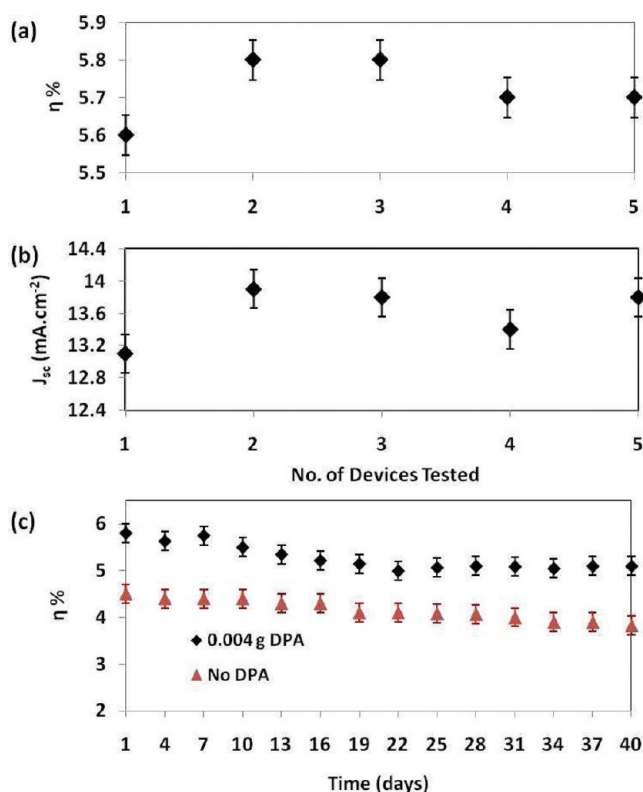 (a)
η %
5.9
5.8
5.7
5.6
5.5
1 2 3 4 5
(b)
Jsc (mA.cm-2)
14.4
14
13.6
13.2
12.8
12.4
1 2 3 4 5
No. of Devices Tested
(c)
η %
6
5
4
3
2
0.004 g DPA
No DPA
1 4 7 10 13 16 19 22 25 28 31 34 37 40
Time (days)